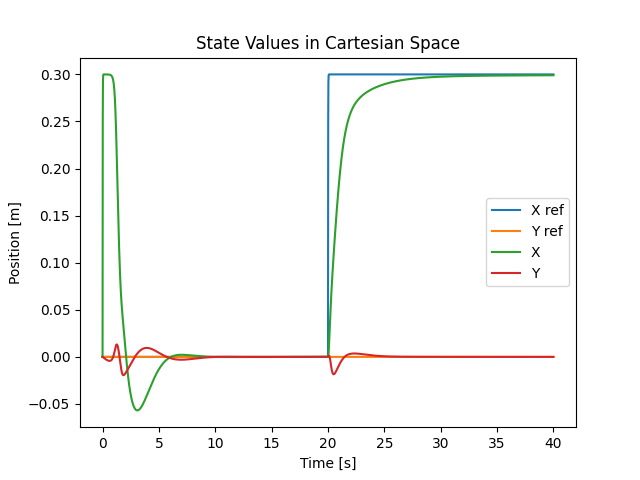 State Values in Cartesian Space
Position [m]
0.30
0.25
0.20
0.15
0.10
0.05
0.00
−0.05
X ref
Y ref
X
Y
0
5
10
15
20
25
30
35
40
Time [s]